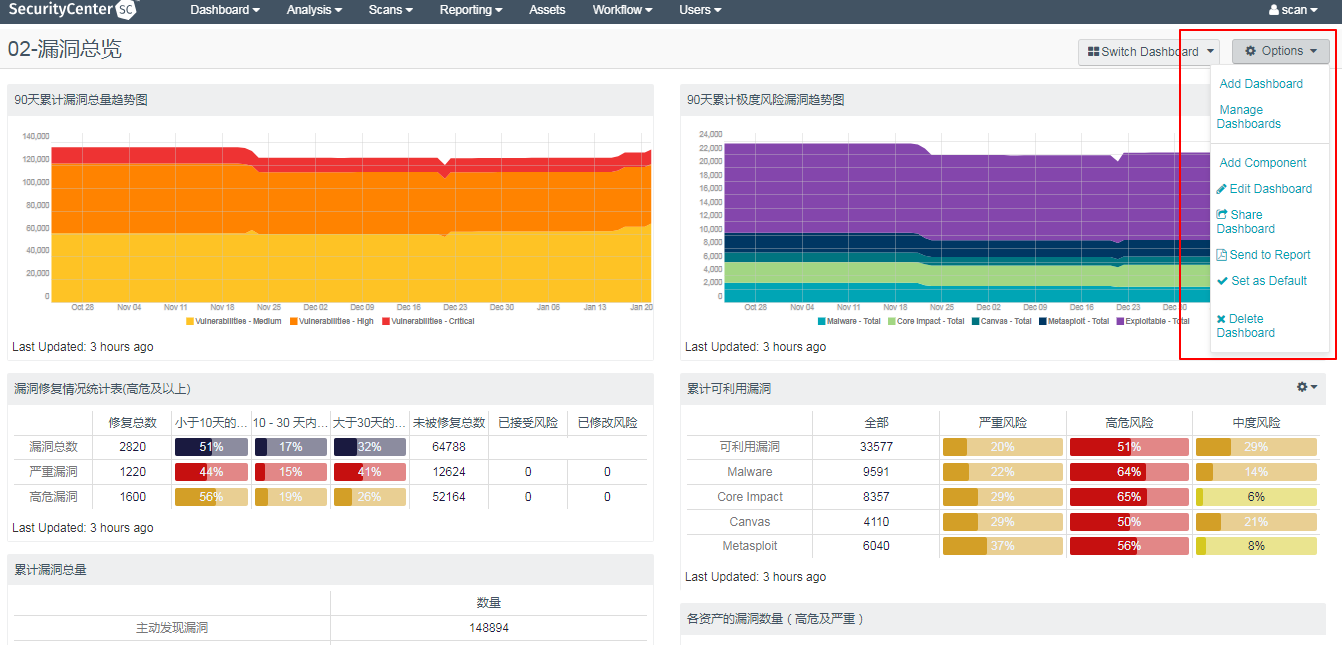 SecurityCenter SC Dashboard Analysis Scans Reporting Assets Workflow Users scan
02-漏洞总览
Switch Dashboard Options
Add Dashboard
Manage
Dashboards
Add Component
Edit Dashboard
Share
Dashboard
Send to Report
Set as Default
Delete
Dashboard
90天累计漏洞总量趋势图
140,000
120,000
100,000
80,000
60,000
40,000
20,000
0
Oct 28 Nov 04 Nov 11 Nov 18 Nov 25 Dec 02 Dec 09 Dec 16 Dec 23 Dec 30 Jan 06 Jan 13 Jan 20
Vulnerabilities - Medium Vulnerabilities - High Vulnerabilities - Critical
Last Updated: 3 hours ago
90天累计极度风险漏洞趋势图
24,000
22,000
20,000
18,000
16,000
14,000
12,000
10,000
8,000
6,000
4,000
2,000
0
Oct 28 Nov 04 Nov 11 Nov 18 Nov 25 Dec 02 Dec 09 Dec 16 Dec 23 Dec 30
Malware - Total Core Impact - Total Canvas - Total Metasploit - Total Exploitable - Total
Last Updated: 3 hours ago
漏洞修复情况统计表(高危及以上)
修复总数 小于10天的... 10 - 30 天内... 大于30天的... 未被修复总数 已接受风险 已修改风险
漏洞总数 2820 51% 17% 32% 64788
严重漏洞 1220 44% 15% 41% 12624 0 0
高危漏洞 1600 56% 19% 26% 52164 0 0
Last Updated: 3 hours ago
累计可利用漏洞
全部 严重风险 高危风险 中度风险
可利用漏洞 33577 20% 51% 29%
Malware 9591 22% 64% 14%
Core Impact 8357 29% 65% 6%
Canvas 4110 29% 50% 21%
Metasploit 6040 37% 56% 8%
Last Updated: 3 hours ago
累计漏洞总量
数量
主动发现漏洞 148894
各资产的漏洞数量（高危及严重）